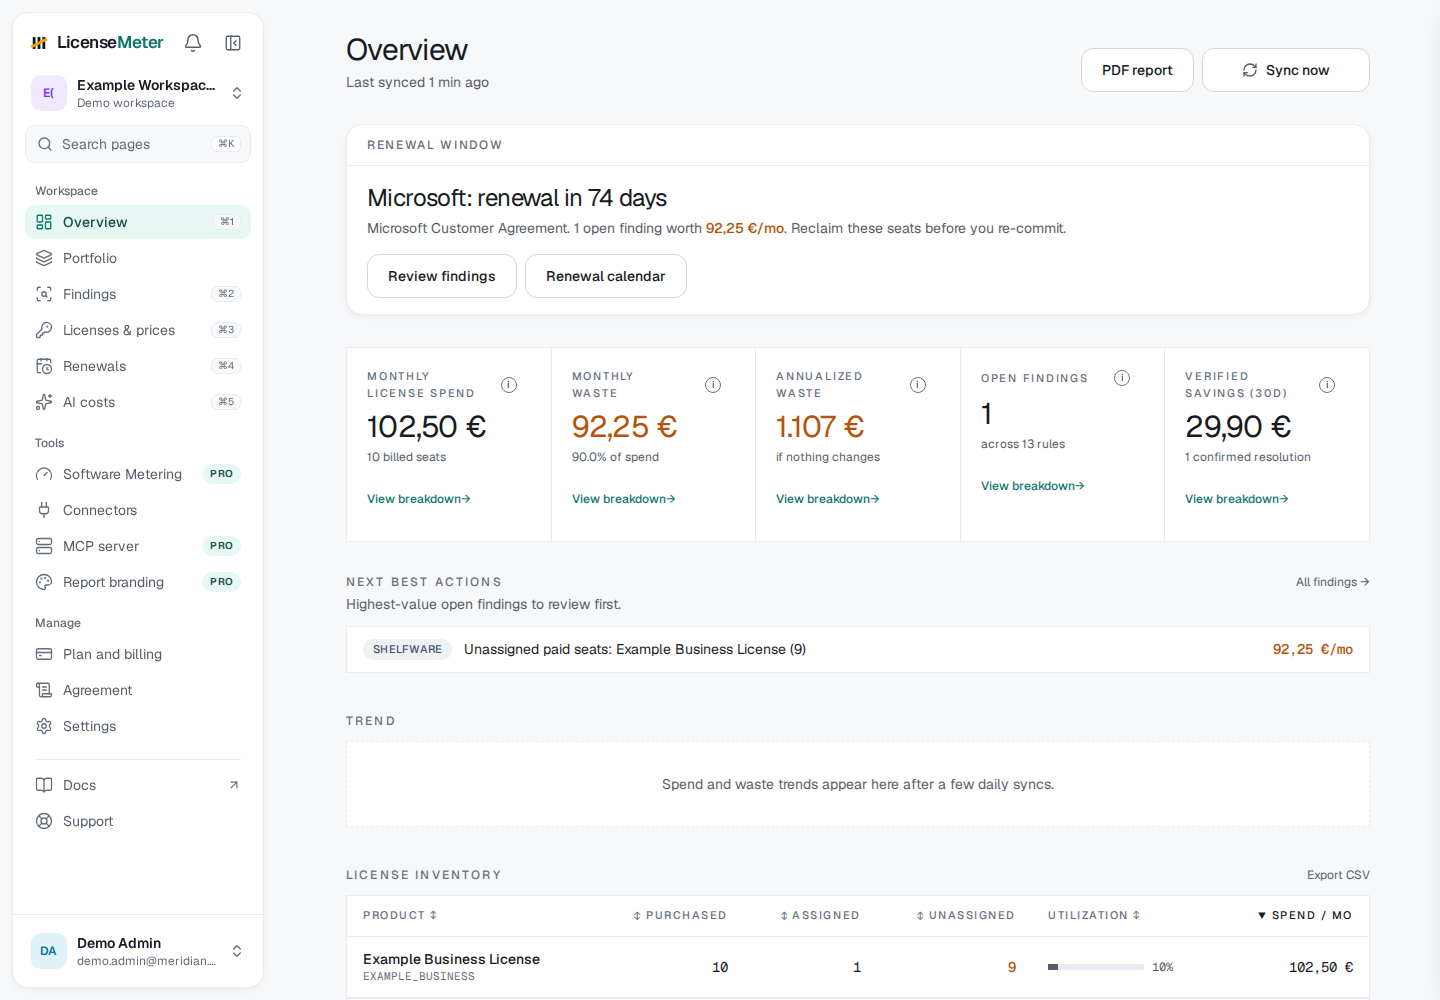 LicenseMeter
E( Example Workspac...
Demo workspace
Search pages ⌘K
Workspace
Overview ⌘1
Portfolio
Findings ⌘2
Licenses & prices ⌘3
Renewals ⌘4
AI costs ⌘5
Tools
Software Metering PRO
Connectors
MCP server PRO
Report branding PRO
Manage
Plan and billing
Agreement
Settings
Docs
Support
DA Demo Admin
demo.admin@meridian...
Overview
Last synced 1 min ago
PDF report
Sync now
RENEWAL WINDOW
Microsoft: renewal in 74 days
Microsoft Customer Agreement. 1 open finding worth 92,25 €/mo. Reclaim these seats before you re-commit.
Review findings
Renewal calendar
MONTHLY
LICENSE SPEND
102,50 €
10 billed seats
View breakdown→
MONTHLY
WASTE
92,25 €
90.0% of spend
View breakdown→
ANNUALIZED
WASTE
1.107 €
if nothing changes
View breakdown→
OPEN FINDINGS
1
across 13 rules
View breakdown→
VERIFIED
SAVINGS (30D)
29,90 €
1 confirmed resolution
View breakdown→
NEXT BEST ACTIONS
All findings →
Highest-value open findings to review first.
SHELFWARE Unassigned paid seats: Example Business License (9) 92,25 €/mo
TREND
Spend and waste trends appear here after a few daily syncs.
LICENSE INVENTORY
Export CSV
PRODUCT ↕ ↕ PURCHASED ↕ ASSIGNED ↕ UNASSIGNED UTILIZATION ↕ ▼ SPEND / MO
Example Business License 10 1 9 10% 102,50 €
EXAMPLE_BUSINESS